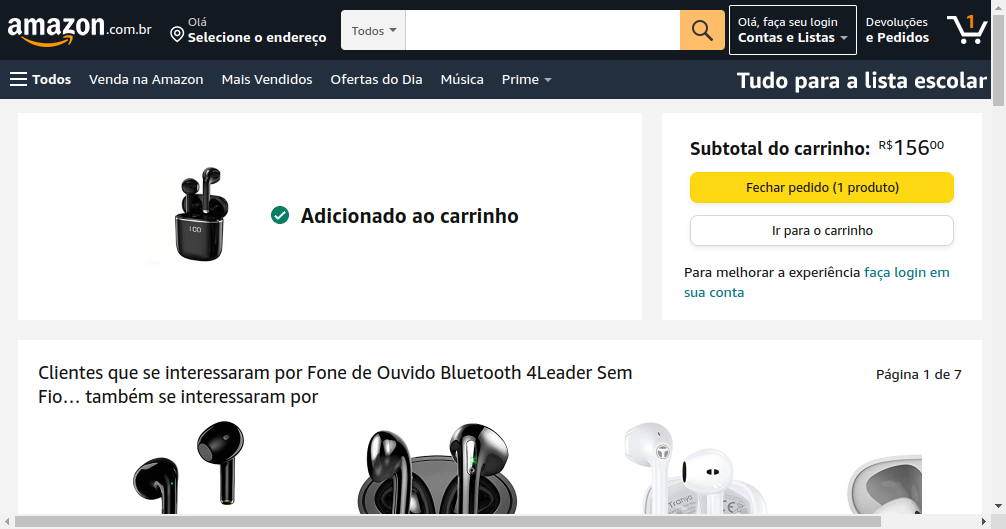 amazon.com.br
Olá
Selecione o endereço
Todos
Olá, faça seu login
Contas e Listas
Devoluções
e Pedidos
1
Todos
Venda na Amazon
Mais Vendidos
Ofertas do Dia
Música
Prime
Tudo para a lista escolar
100
Adicionado ao carrinho
Subtotal do carrinho: R$15600
Fechar pedido (1 produto)
Ir para o carrinho
Para melhorar a experiência faça login em
sua conta
Clientes que se interessaram por Fone de Ouvido Bluetooth 4Leader Sem
Fio… também se interessaram por
Página 1 de 7
Tranya